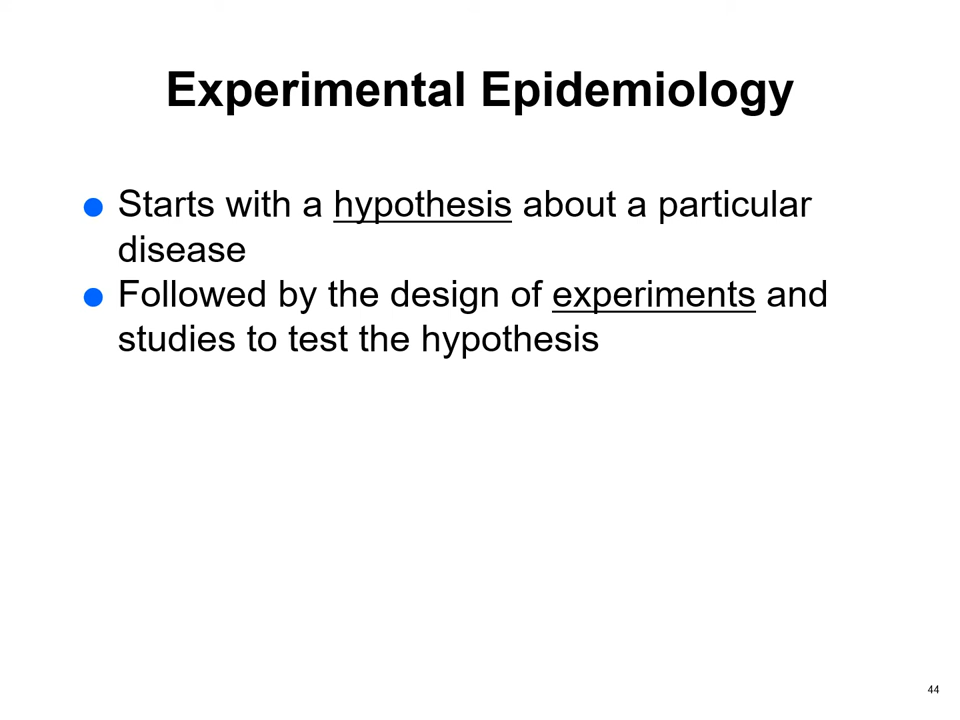 Experimental Epidemiology
Starts with a hypothesis about a particular
disease
Followed by the design of experiments and
studies to test the hypothesis
44